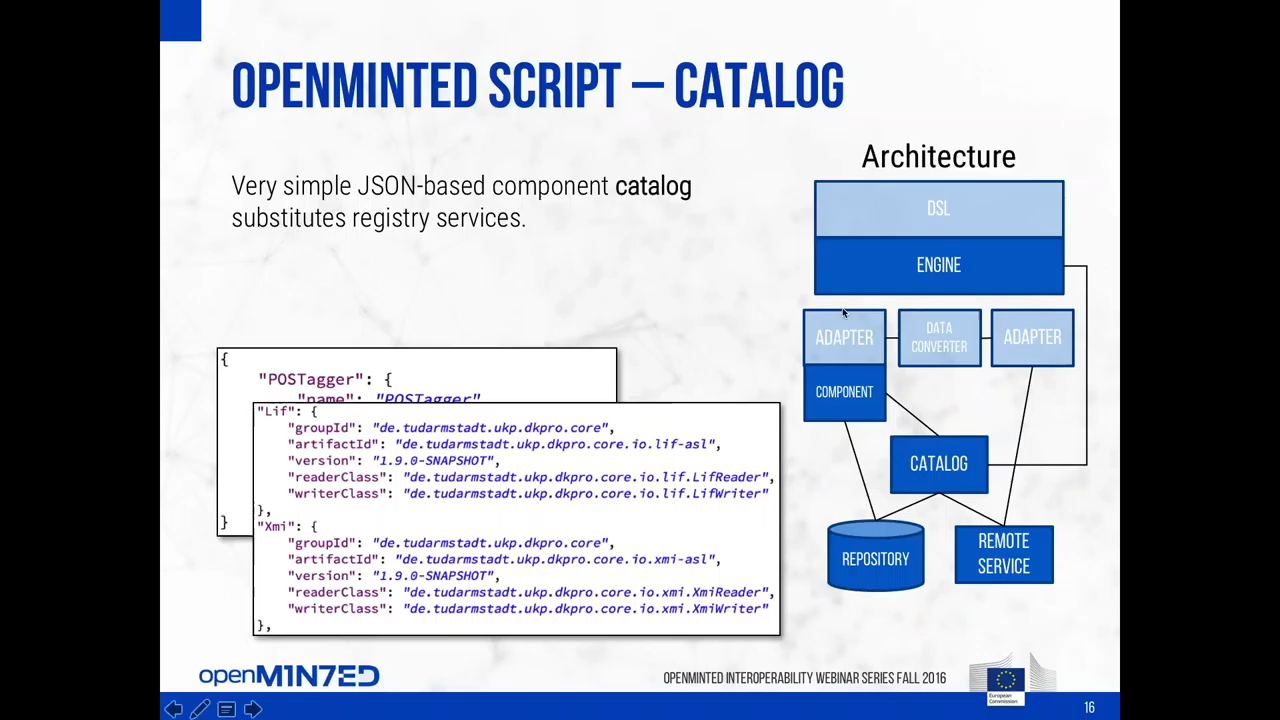 OPENMINTED SCRIPT – CATALOG
Very simple JSON-based component catalog
substitutes registry services.
{
"POSTagger": {
"name": "POSTagger"
}
"Lif": {
"groupId": "de.tudarmstadt.ukp.dkpro.core",
"artifactId": "de.tudarmstadt.ukp.dkpro.core.io.lif-asl",
"version": "1.9.0-SNAPSHOT",
"readerClass": "de.tudarmstadt.ukp.dkpro.core.io.lif.LifReader",
"writerClass": "de.tudarmstadt.ukp.dkpro.core.io.lif.LifWriter"
},
"Xmi": {
"groupId": "de.tudarmstadt.ukp.dkpro.core",
"artifactId": "de.tudarmstadt.ukp.dkpro.core.io.xmi-asl",
"version": "1.9.0-SNAPSHOT",
"readerClass": "de.tudarmstadt.ukp.dkpro.core.io.xmi.XmiReader",
"writerClass": "de.tudarmstadt.ukp.dkpro.core.io.xmi.XmiWriter"
},
Architecture
DSL
ENGINE
ADAPTER
DATA
CONVERTER
ADAPTER
COMPONENT
CATALOG
REPOSITORY
REMOTE
SERVICE
openM1N7ED
OPENMINTED INTEROPERABILITY WEBINAR SERIES FALL 2016
European
Commission
16